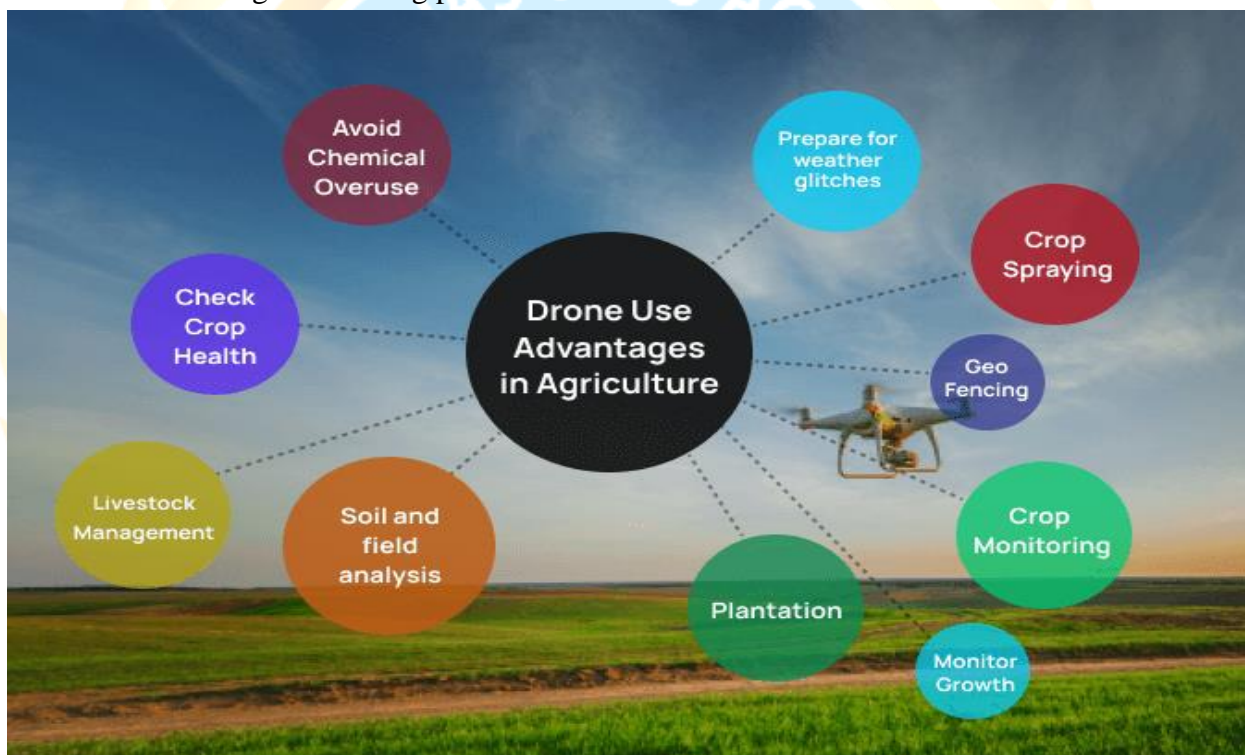 Drone Use
Advantages
in Agriculture
Avoid
Chemical
Overuse
Prepare for
weather
glitches
Crop
Spraying
Geo
Fencing
Crop
Monitoring
Monitor
Growth
Plantation
Soil and
field
analysis
Livestock
Management
Check
Crop
Health